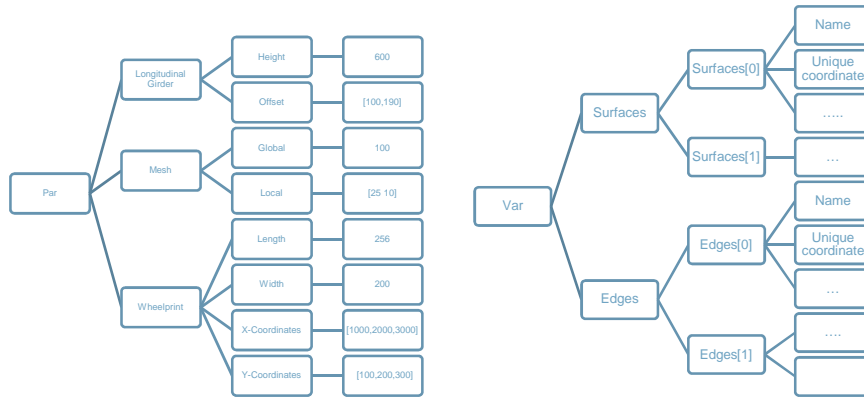 Par
Longitudinal
Girder
Height
600
Offset
[100,190]
Mesh
Global
100
Local
[25 10]
Wheelprint
Length
256
Width
200
X-Coordinates
[1000,2000,3000]
Y-Coordinates
[100,200,300]
Var
Surfaces
Surfaces[0]
Name
Unique
coordinate
.....
Surfaces[1]
...
Edges
Edges[0]
Name
Unique
coordinate
...
Edges[1]
....